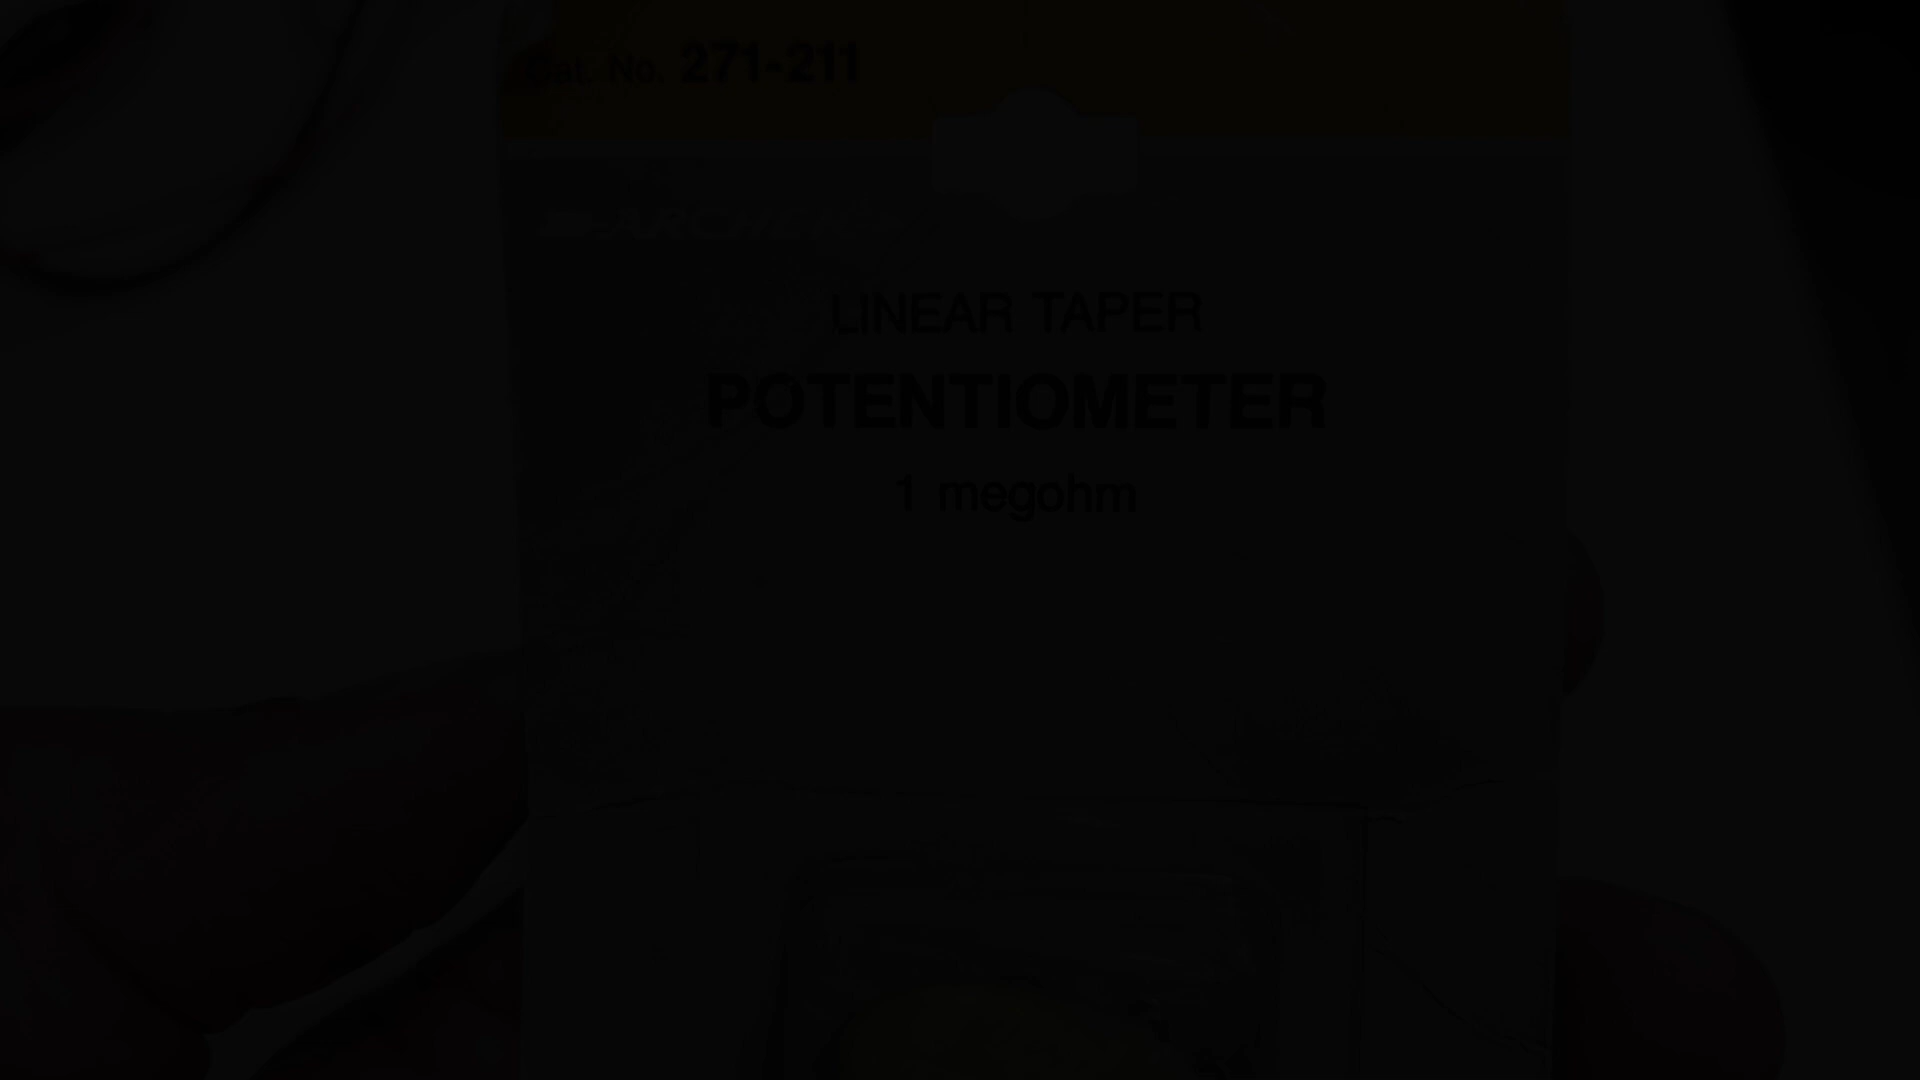 Cat. No. 271-211
ARCHER
LINEAR TAPER
POTENTIOMETER
1 megohm